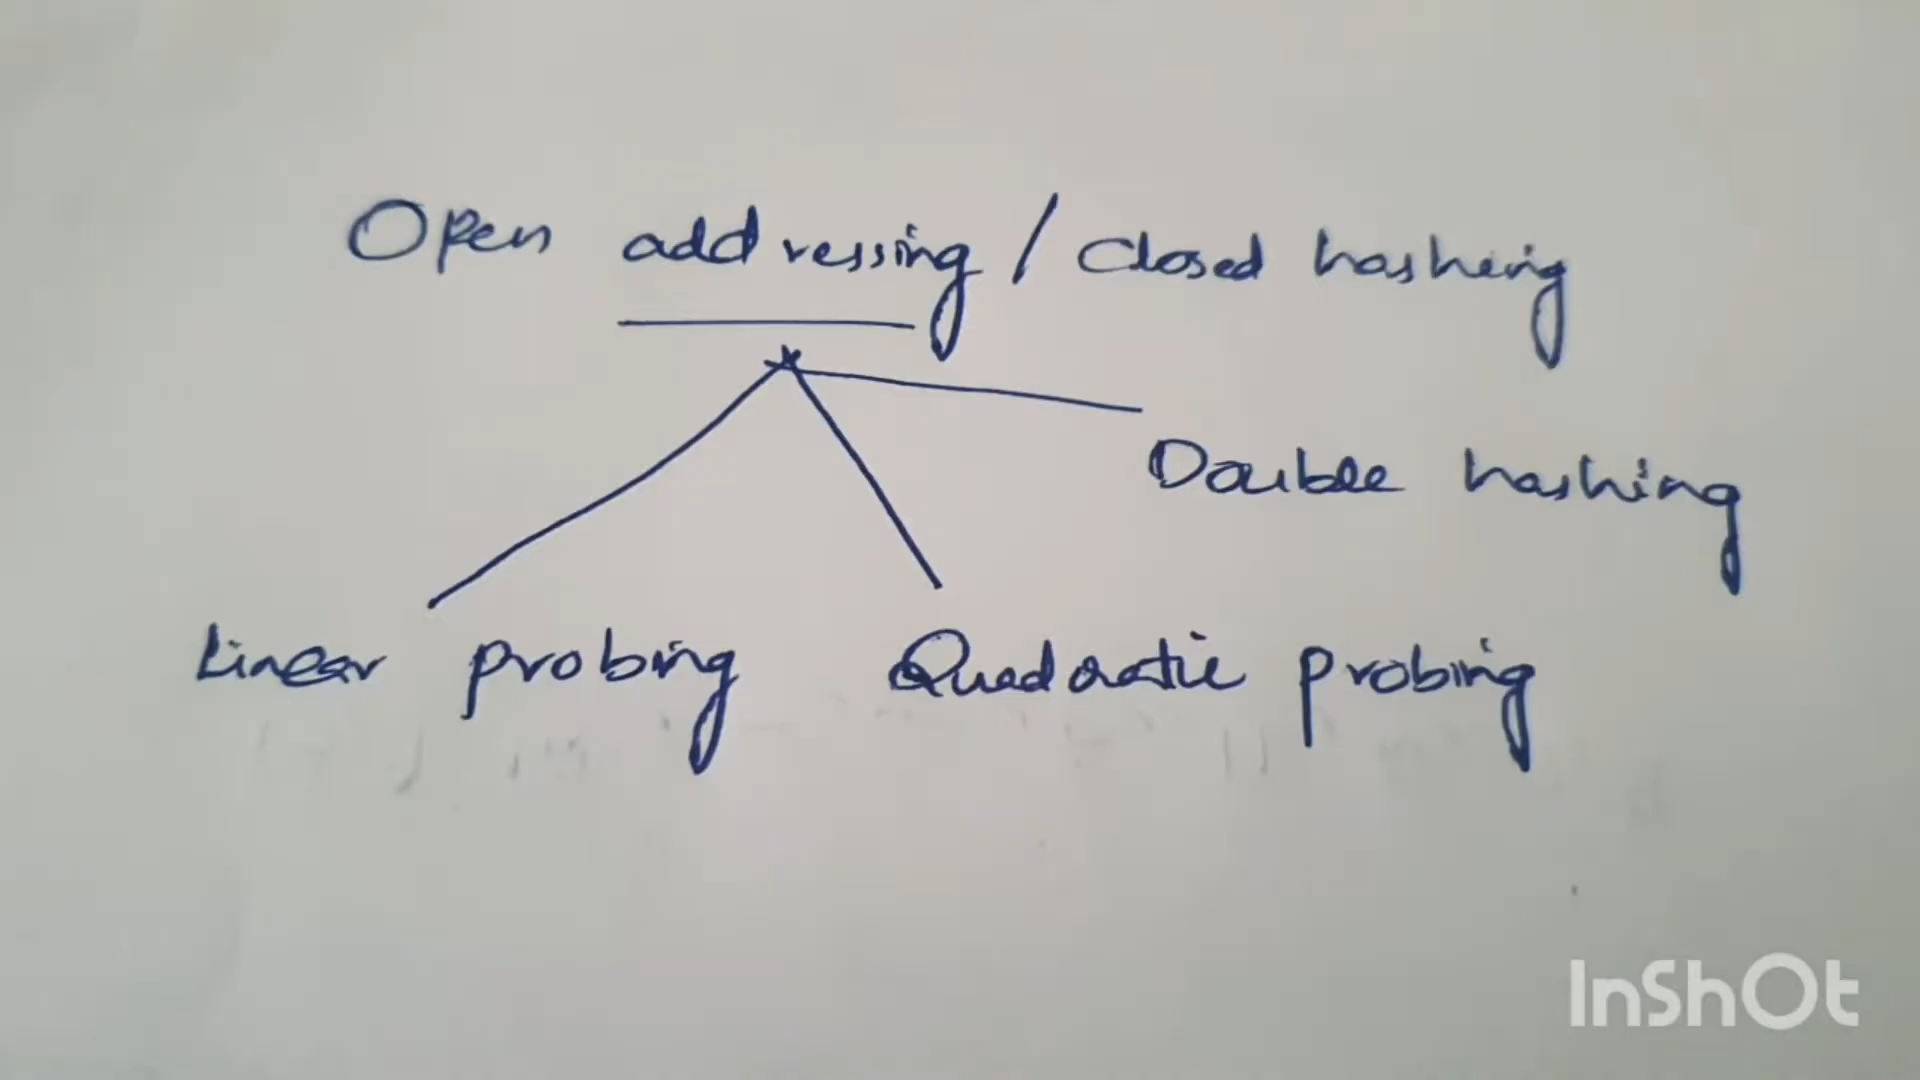 Open addressing / Closed hashing
Double hashing
Linear probing Quadratic probing
InShOt